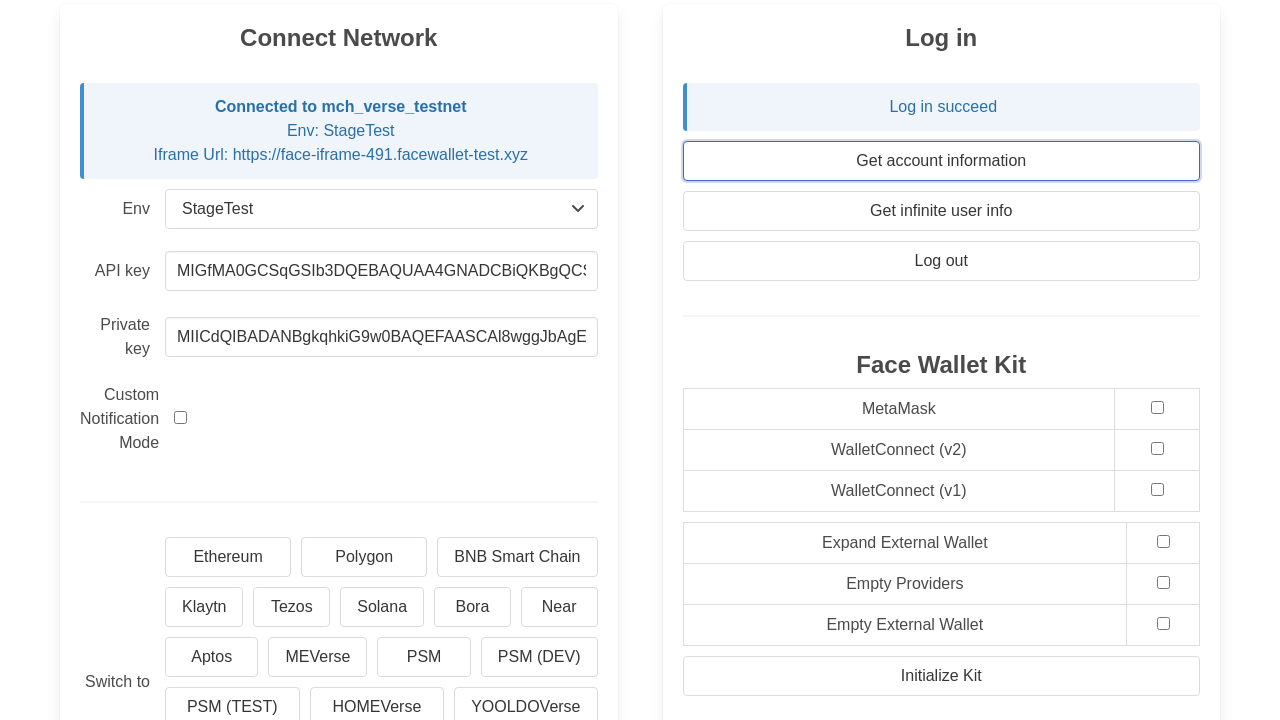 Connect Network
Connected to mch_verse_testnet
Env: StageTest
Iframe Url: https://face-iframe-491.facewallet-test.xyz
Env
StageTest
API key
MIGfMA0GCSqGSIb3DQEBAQUAA4GNADCBiQKBgQCS
Private
key
MIICdQIBADANBgkqhkiG9w0BAQEFAASCAl8wggJbAgE
Custom
Notification
Mode
Switch to
Ethereum
Polygon
BNB Smart Chain
Klaytn
Tezos
Solana
Bora
Near
Aptos
MEVerse
PSM
PSM (DEV)
PSM (TEST)
HOMEVerse
YOOLDOVerse
Log in
Log in succeed
Get account information
Get infinite user info
Log out
Face Wallet Kit
MetaMask
WalletConnect (v2)
WalletConnect (v1)
Expand External Wallet
Empty Providers
Empty External Wallet
Initialize Kit